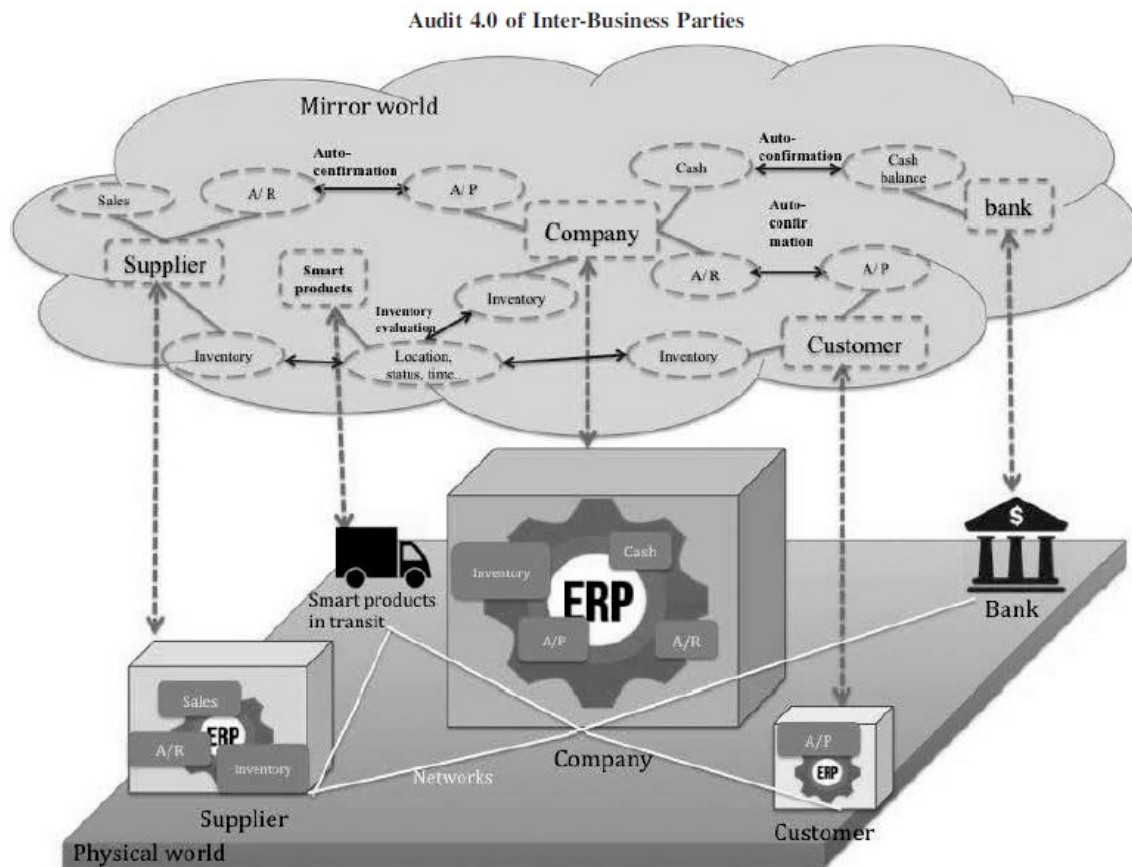 Audit 4.0 of Inter-Business Parties
Mirror world
Auto-
confirmation
Auto-
confirmation
Sales
A/ R
A/ P
Cash
Cash
balance
bank
Company
Auto-
confir
mation
Supplier
Smart
products
A/ R
A/ P
Inventory
Inventory
evaluation
Inventory
Location,
status, time..
Inventory
Customer
Inventory
Cash
ERP
A/P
A/R
Smart products
in transit
Bank
Sales
ERP
A/R
Inventory
Networks
Company
A/P
ERP
Supplier
Customer
Physical world
$